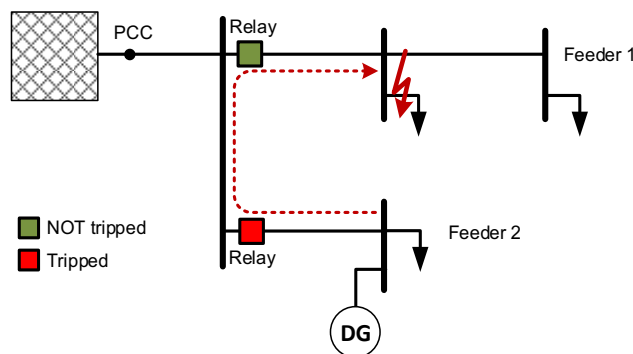 PCC
Relay
Feeder 1
NOT tripped
Tripped
Relay
Feeder 2
DG